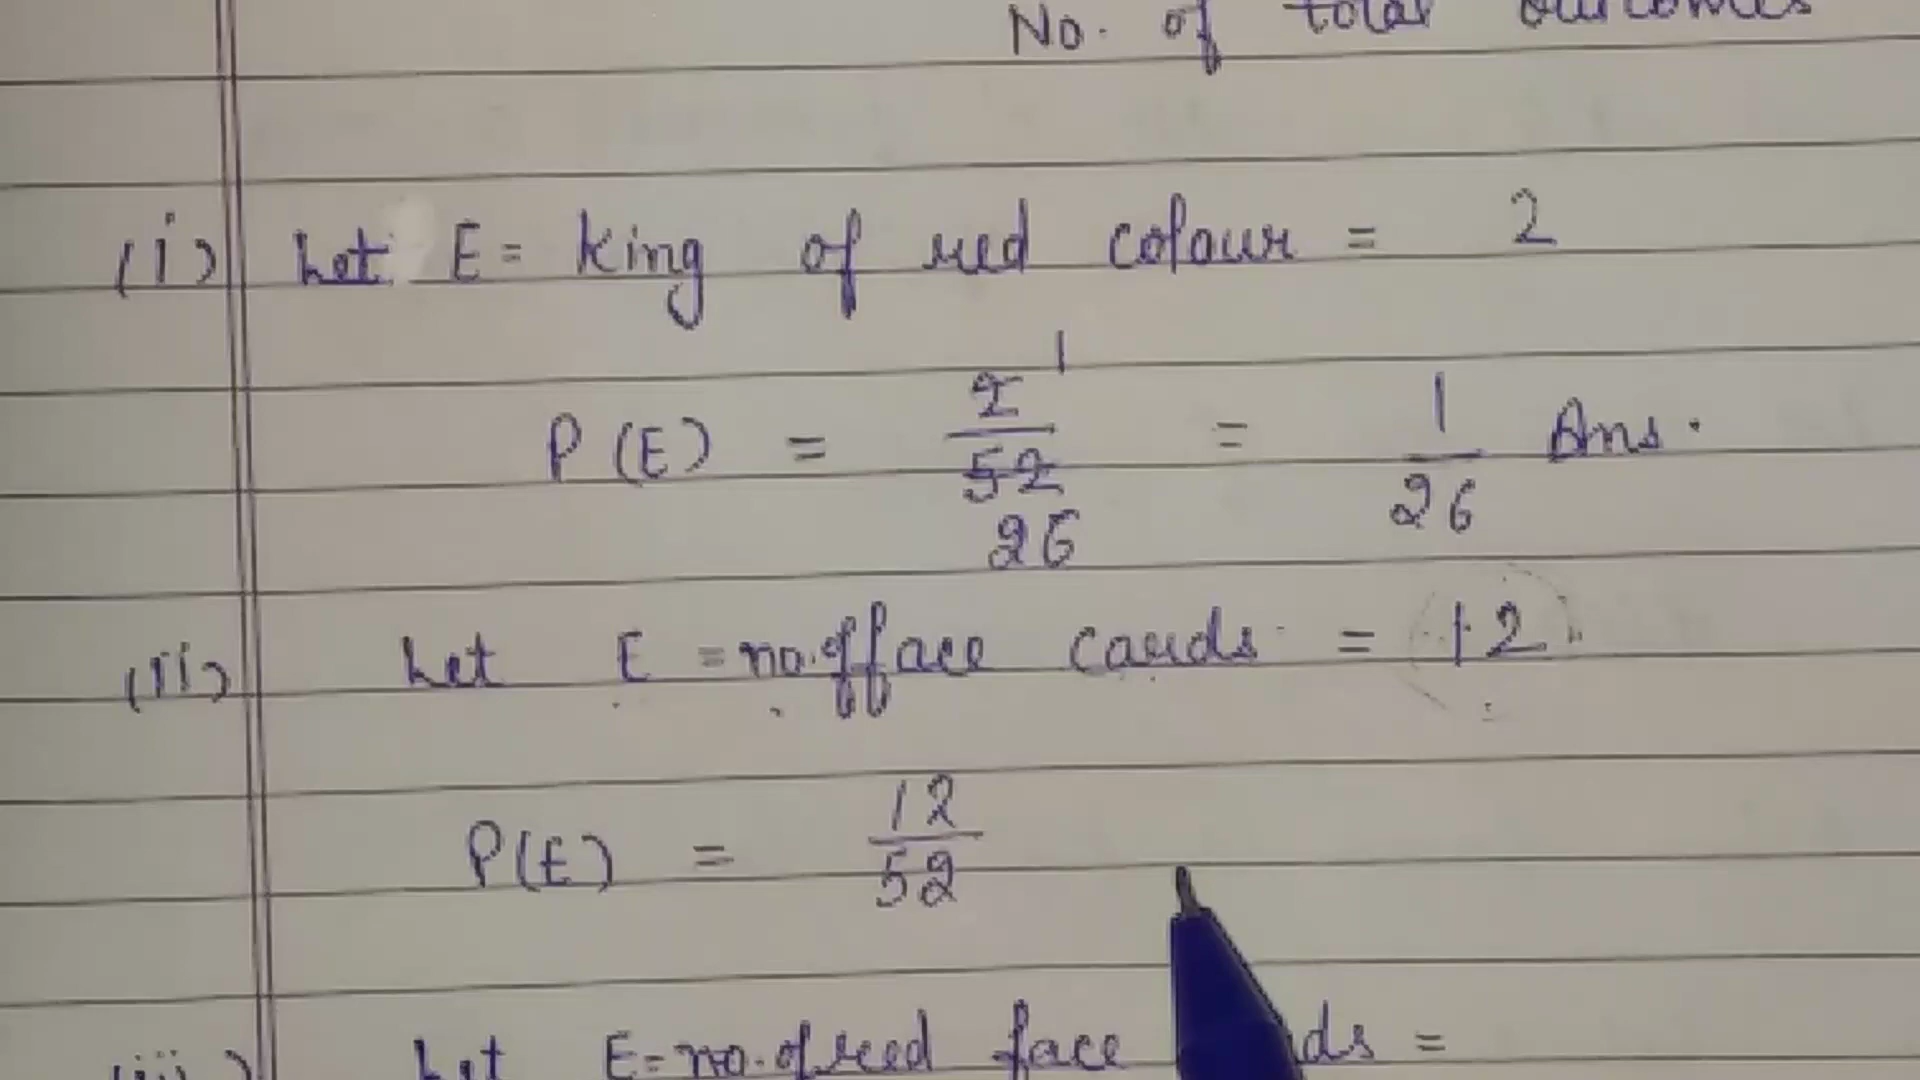 No. of total outcomes
(i) Let E = king of red colour = 2
P(E) = 2/52 1 26 = 1/26 Ans.
(ii) Let E = no. of face cards = 12
P(E) = 12/52
(iii) Let E = no. of red face ds =